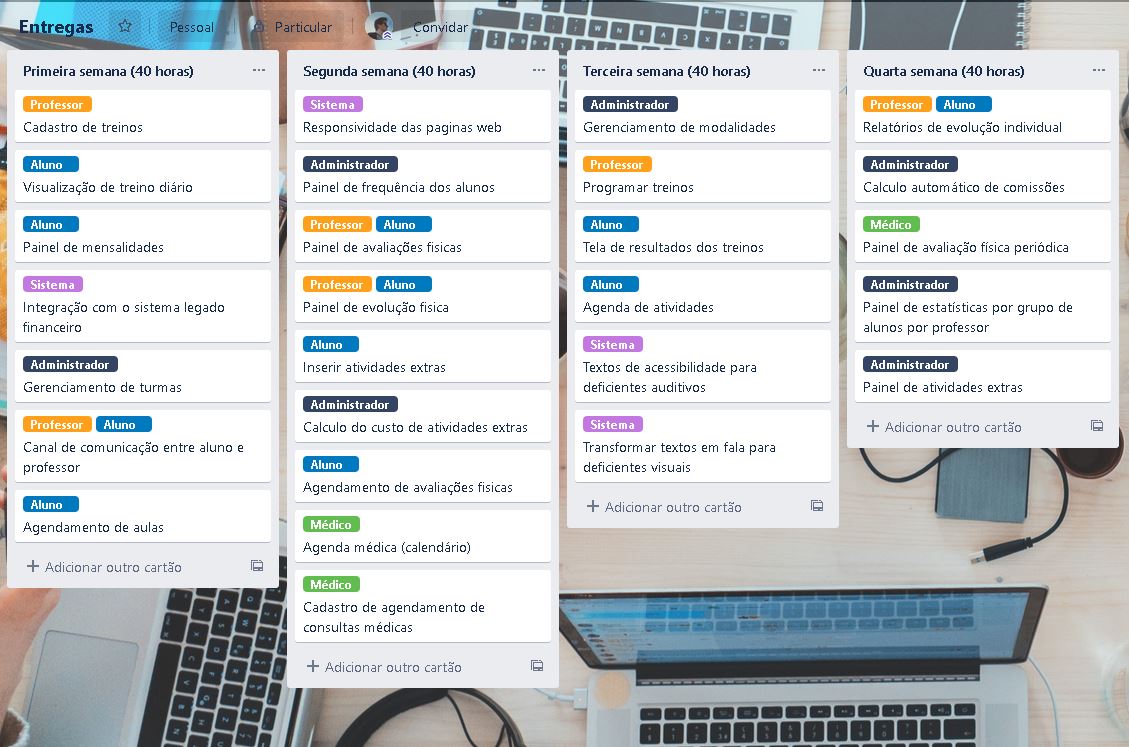 Entregas Pessoal Particular Convidar
Primeira semana (40 horas)
Professor
Cadastro de treinos
Aluno
Visualização de treino diário
Aluno
Painel de mensalidades
Sistema
Integração com o sistema legado
financeiro
Administrador
Gerenciamento de turmas
Professor Aluno
Canal de comunicação entre aluno e
professor
Aluno
Agendamento de aulas
+ Adicionar outro cartão
Segunda semana (40 horas)
Sistema
Responsividade das paginas web
Administrador
Painel de frequência dos alunos
Professor Aluno
Painel de avaliações fisicas
Professor Aluno
Painel de evolução fisica
Aluno
Inserir atividades extras
Administrador
Calculo do custo de atividades extras
Aluno
Agendamento de avaliações fisicas
Médico
Agenda médica (calendário)
Médico
Cadastro de agendamento de
consultas médicas
+ Adicionar outro cartão
Terceira semana (40 horas)
Administrador
Gerenciamento de modalidades
Professor
Programar treinos
Aluno
Tela de resultados dos treinos
Aluno
Agenda de atividades
Sistema
Textos de acessibilidade para
deficientes auditivos
Sistema
Transformar textos em fala para
deficientes visuais
+ Adicionar outro cartão
Quarta semana (40 horas)
Professor Aluno
Relatórios de evolução individual
Administrador
Calculo automático de comissões
Médico
Painel de avaliação física periódica
Administrador
Painel de estatísticas por grupo de
alunos por professor
Administrador
Painel de atividades extras
+ Adicionar outro cartão